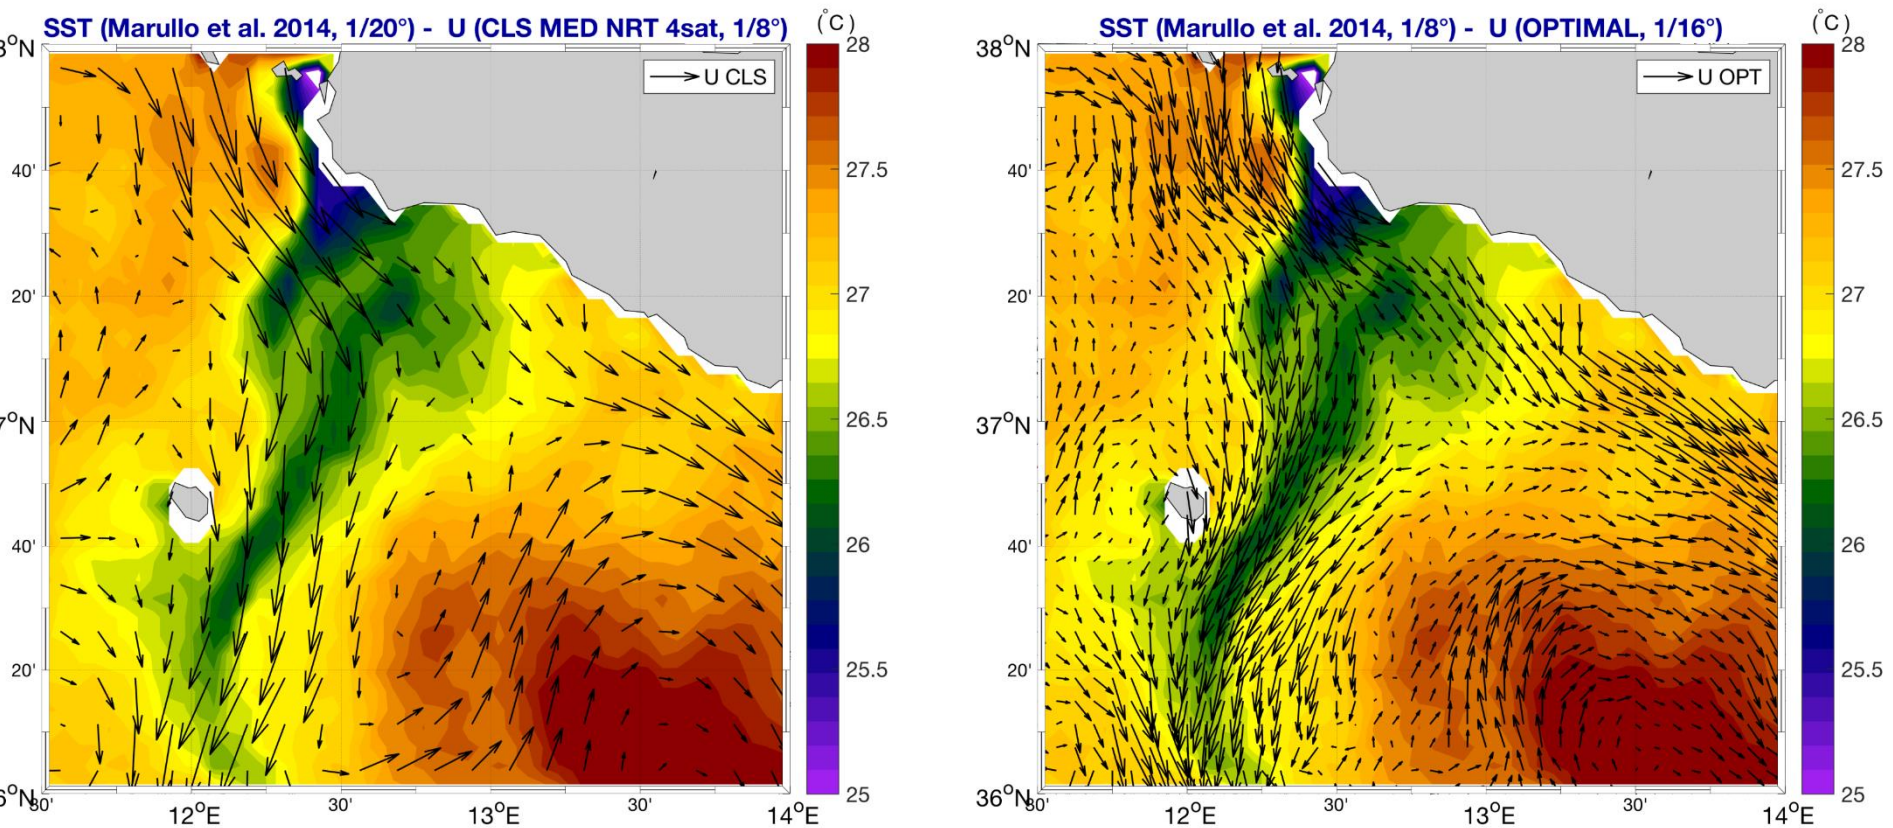 SST (Marullo et al. 2014, 1/20°) - U (CLS MED NRT 4sat, 1/8°)
(°C)
U CLS
8°N
40'
20'
7°N
40'
20'
6°N
30'
12°E
30'
13°E
30'
14°E
28
27.5
27
26.5
26
25.5
25
SST (Marullo et al. 2014, 1/8°) - U (OPTIMAL, 1/16°)
(°C)
U OPT
38°N
40'
20'
37°N
40'
20'
36°N
30'
12°E
30'
13°E
30'
14°E
28
27.5
27
26.5
26
25.5
25